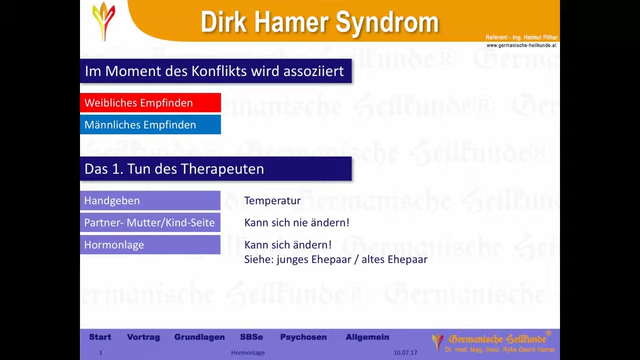 Dirk Hamer Syndrom
Referent - Ing. Helmut Pilhar
www.germanische-heilkunde.at
Im Moment des Konflikts wird assoziiert
Weibliches Empfinden
Männliches Empfinden
Das 1. Tun des Therapeuten
Handgeben Temperatur
Partner- Mutter/Kind-Seite Kann sich nie ändern!
Hormonlage Kann sich ändern!
Siehe: junges Ehepaar / altes Ehepaar
Start Vortrag Grundlagen SBSe Psychosen Allgemein
1 Hormonlage 10.07.17
Germanische Heilkunde®
Dr. med. Mag. theol. Ryke Geerd Hamer